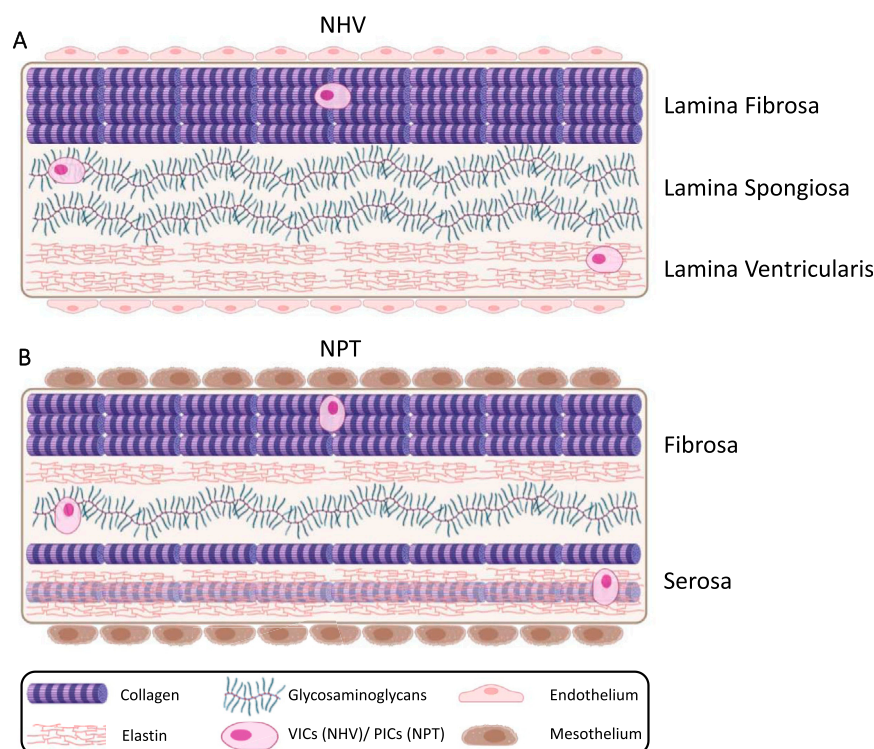 NHV
A
Lamina Fibrosa
Lamina Spongiosa
Lamina Ventricularis
NPT
B
Fibrosa
Serosa
Collagen
Glycosaminoglycans
Endothelium
Elastin
VICs (NHV)/ PICs (NPT)
Mesothelium